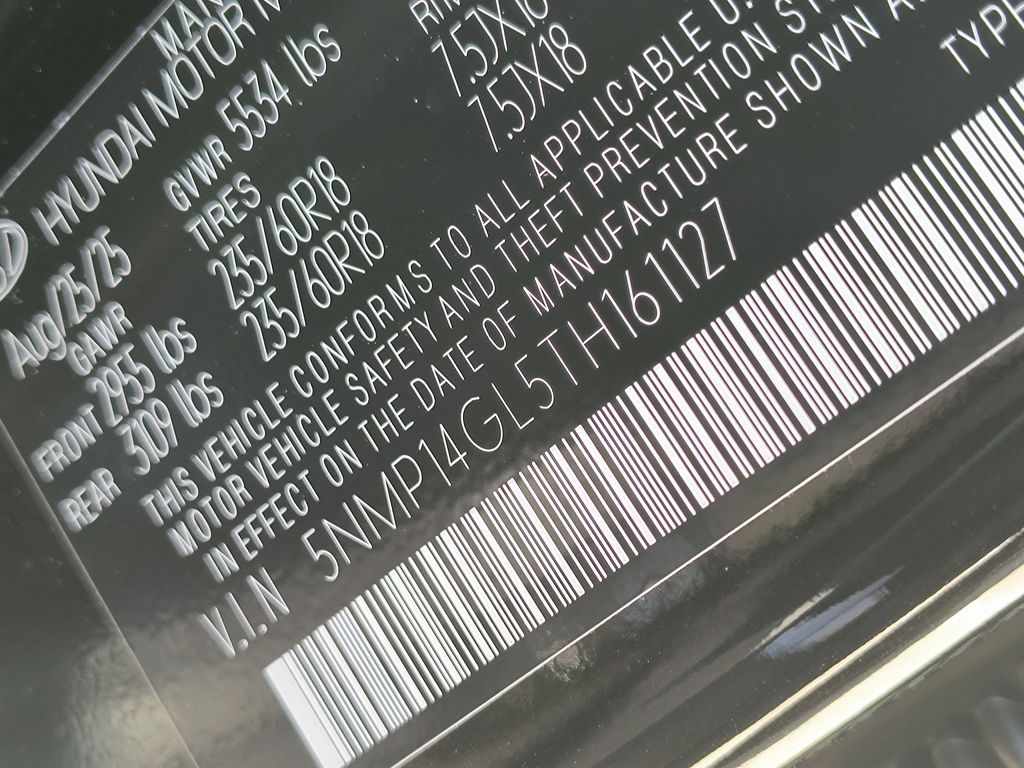 HYUNDAI MOTOR
Aug/25/25
GVWR 5534 lbs
GAWR
TIRES
RIM
FRONT 2955 lbs
235/60R18
7.5JX18
REAR 3109 lbs
235/60R18
7.5JX18
THIS VEHICLE CONFORMS TO ALL APPLICABLE U.
MOTOR VEHICLE SAFETY AND THEFT PREVENTION ST
IN EFFECT ON THE DATE OF MANUFACTURE SHOWN A
V.I.N 5NMP14GL5TH161127
TYPE